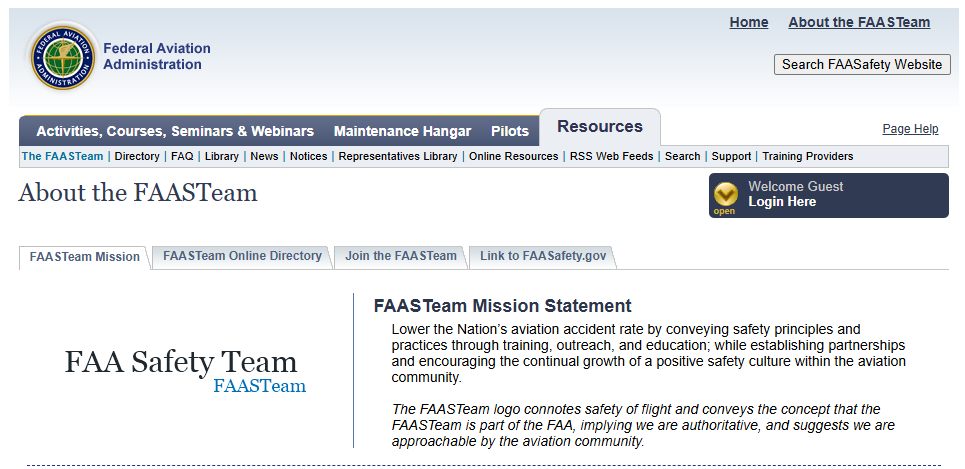 Home About the FAASTeam
FEDERAL AVIATION ADMINISTRATION
Federal Aviation
Administration
Search FAASafety Website
Activities, Courses, Seminars & Webinars Maintenance Hangar Pilots Resources
Page Help
The FAASTeam | Directory | FAQ | Library | News | Notices | Representatives Library | Online Resources | RSS Web Feeds | Search | Support | Training Providers
About the FAASTeam
Welcome Guest
Login Here
open
FAASTeam Mission FAASTeam Online Directory Join the FAASTeam Link to FAASafety.gov
FAA Safety Team
FAASTeam
FAASTeam Mission Statement
Lower the Nation's aviation accident rate by conveying safety principles and
practices through training, outreach, and education; while establishing partnerships
and encouraging the continual growth of a positive safety culture within the aviation
community.
The FAASTeam logo connotes safety of flight and conveys the concept that the
FAASTeam is part of the FAA, implying we are authoritative, and suggests we are
approachable by the aviation community.